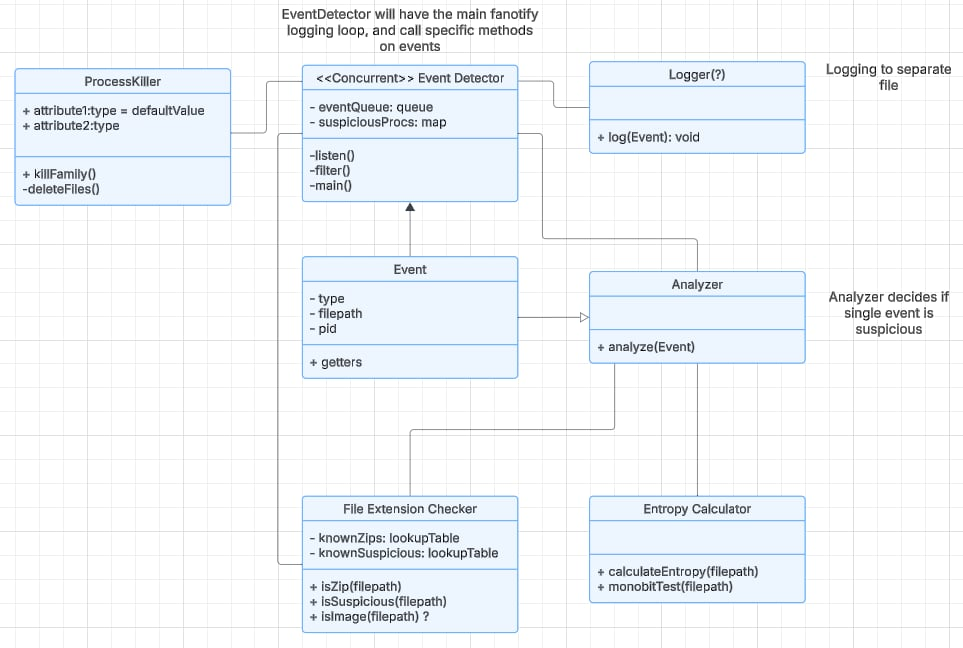 EventDetector will have the main fanotify
logging loop, and call specific methods
on events
ProcessKiller
+ attribute1:type = defaultValue
+ attribute2:type
+ killFamily()
-deleteFiles()
<<Concurrent>> Event Detector
- eventQueue: queue
- suspiciousProcs: map
-listen()
-filter()
-main()
Logger(?)
+ log(Event): void
Logging to separate
file
Event
- type
- filepath
- pid
+ getters
Analyzer
+ analyze(Event)
Analyzer decides if
single event is
suspicious
File Extension Checker
- knownZips: lookupTable
- knownSuspicious: lookupTable
+ isZip(filepath)
+ isSuspicious(filepath)
+ isImage(filepath) ?
Entropy Calculator
+ calculateEntropy(filepath)
+ monobitTest(filepath)